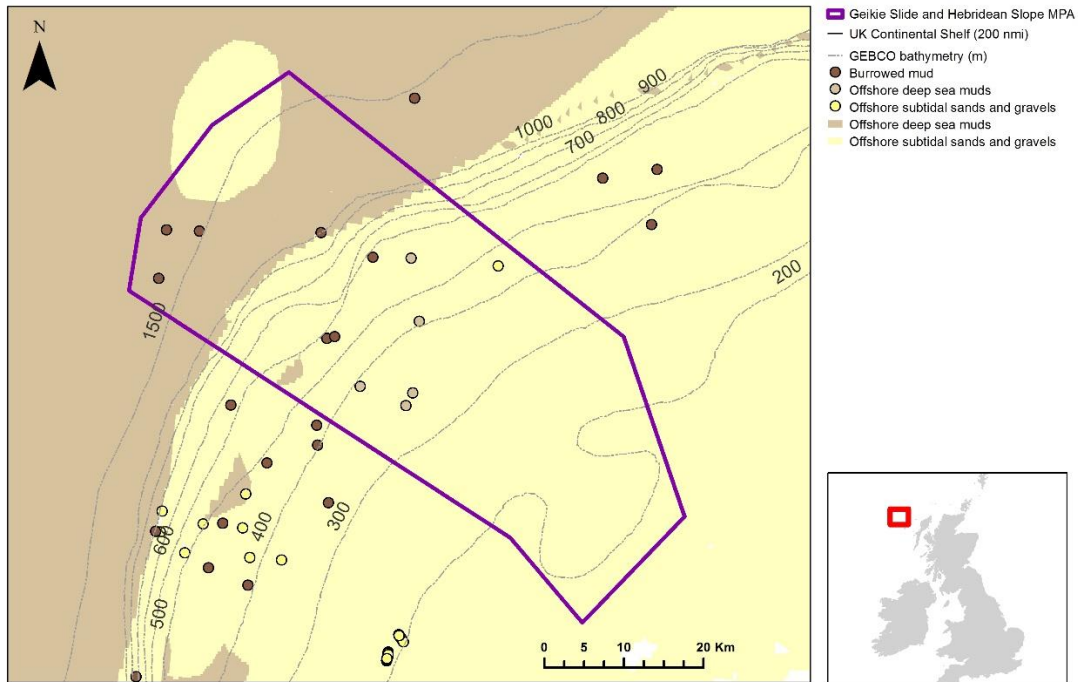 N
Geikie Slide and Hebridean Slope MPA
UK Continental Shelf (200 nmi)
GEBCO bathymetry (m)
Burrowed mud
Offshore deep sea muds
Offshore subtidal sands and gravels
Offshore deep sea muds
Offshore subtidal sands and gravels
900
800
1000
700
200
1500
600
400
300
500
0 5 10 20 Km